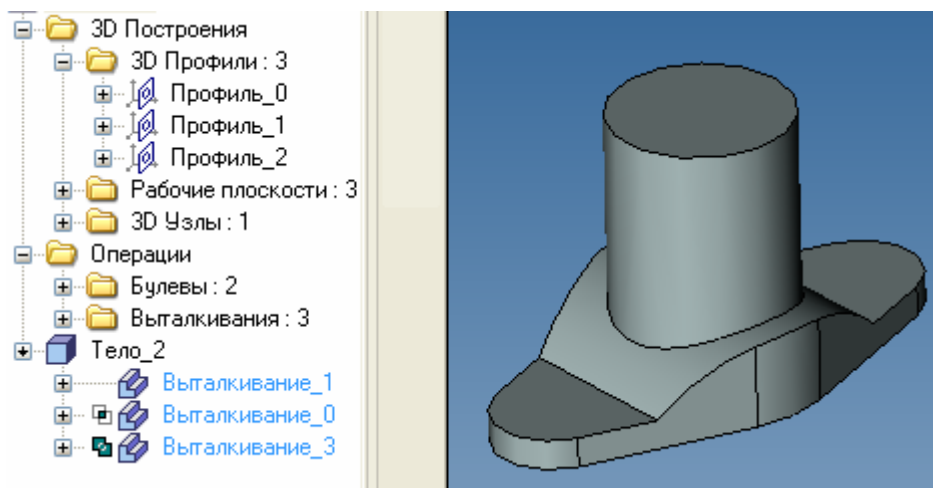 3D Построения
3D Профили : 3
Профиль_0
Профиль_1
Профиль_2
Рабочие плоскости : 3
3D Узлы : 1
Операции
Булевы : 2
Выталкивания : 3
Тело_2
Выталкивание_1
Выталкивание_0
Выталкивание_3